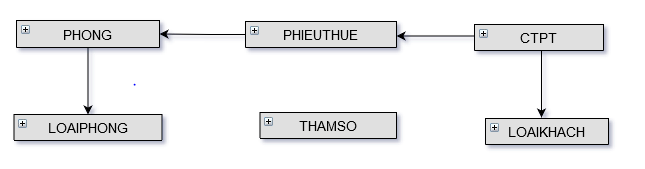 PHONG
PHIEUTHUE
CTPT
LOAIPHONG
THAMSO
LOAIKHACH